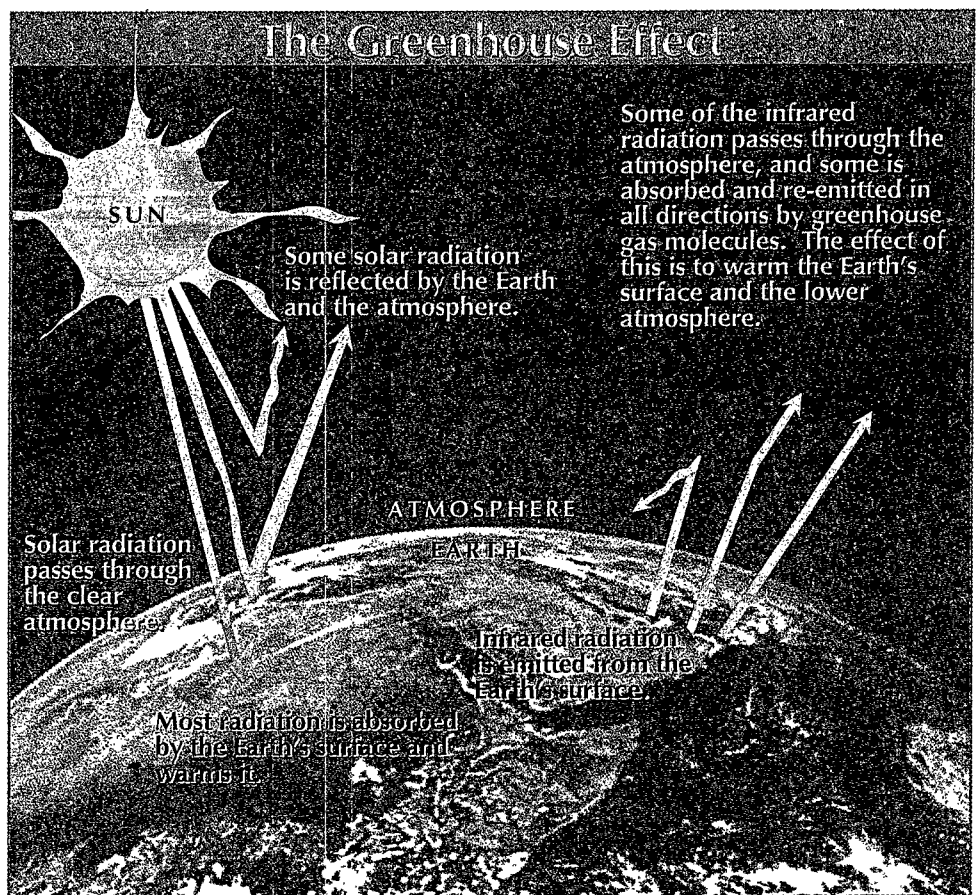 The Greenhouse Effect
Some of the infrared
radiation passes through the
atmosphere, and some is
absorbed and re-emitted in
all directions by greenhouse
gas molecules. The effect of
this is to warm the Earth's
surface and the lower
atmosphere.
SUN
Some solar radiation
is reflected by the Earth
and the atmosphere.
ATMOSPHERE
EARTH
Solar radiation
passes through
the clear
atmosphere.
Infrared radiation
is emitted from the
Earth's surface.
Most radiation is absorbed
by the Earth's surface and
warms it.